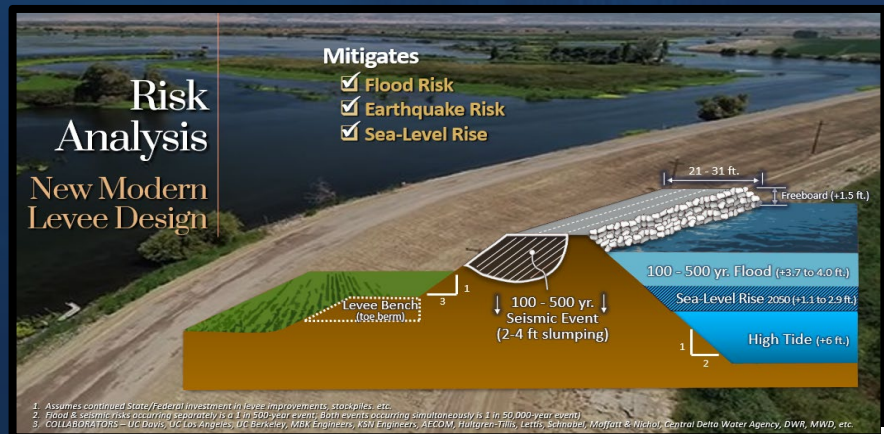 Risk
Analysis
New Modern
Levee Design
Mitigates
Flood Risk
Earthquake Risk
Sea-Level Rise
21 - 31 ft.
Freeboard (+1.5 ft.)
100 - 500 yr. Flood (+3.7 to 4.0 ft.)
Sea-Level Rise 2050 (+1.1 to 2.9 ft.)
High Tide (+6 ft.)
1
3
Levee Bench
(toe berm)
100 - 500 yr.
Seismic Event
(2-4 ft slumping)
1
2
1. Assumes continued State/Federal investment in levee improvements, stockpiles. etc.
2. Flood & seismic risks occurring separately is a 1 in 500-year event; Both events occurring simultaneously is 1 in 50,000-year event)
3. COLLABORATORS – UC Davis, UC Los Angeles, UC Berkeley, MBK Engineers, KSN Engineers, AECOM, Hultgren-Tillis, Lettis, Schnabel, Moffatt & Nichol, Central Delta Water Agency, DWR, MWD, etc.